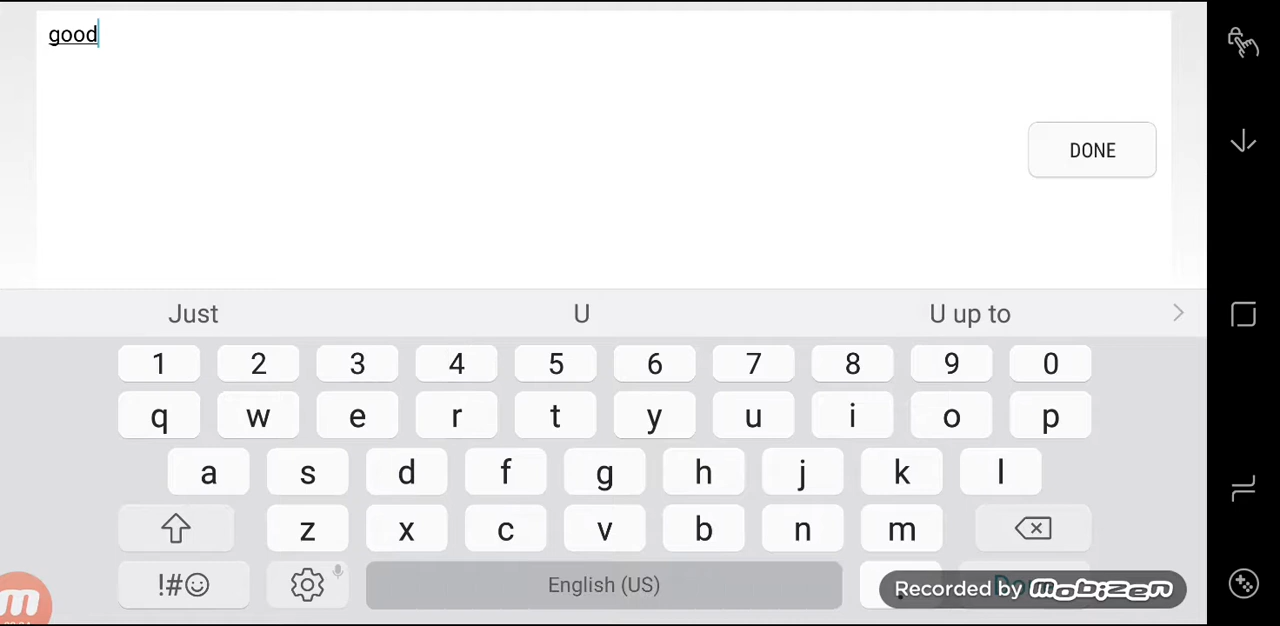 good
DONE
Just U U up to
1 2 3 4 5 6 7 8 9 0
q w e r t y u i o p
a s d f g h j k l
z x c v b n m
!#☺ English (US)
Recorded by mobizen